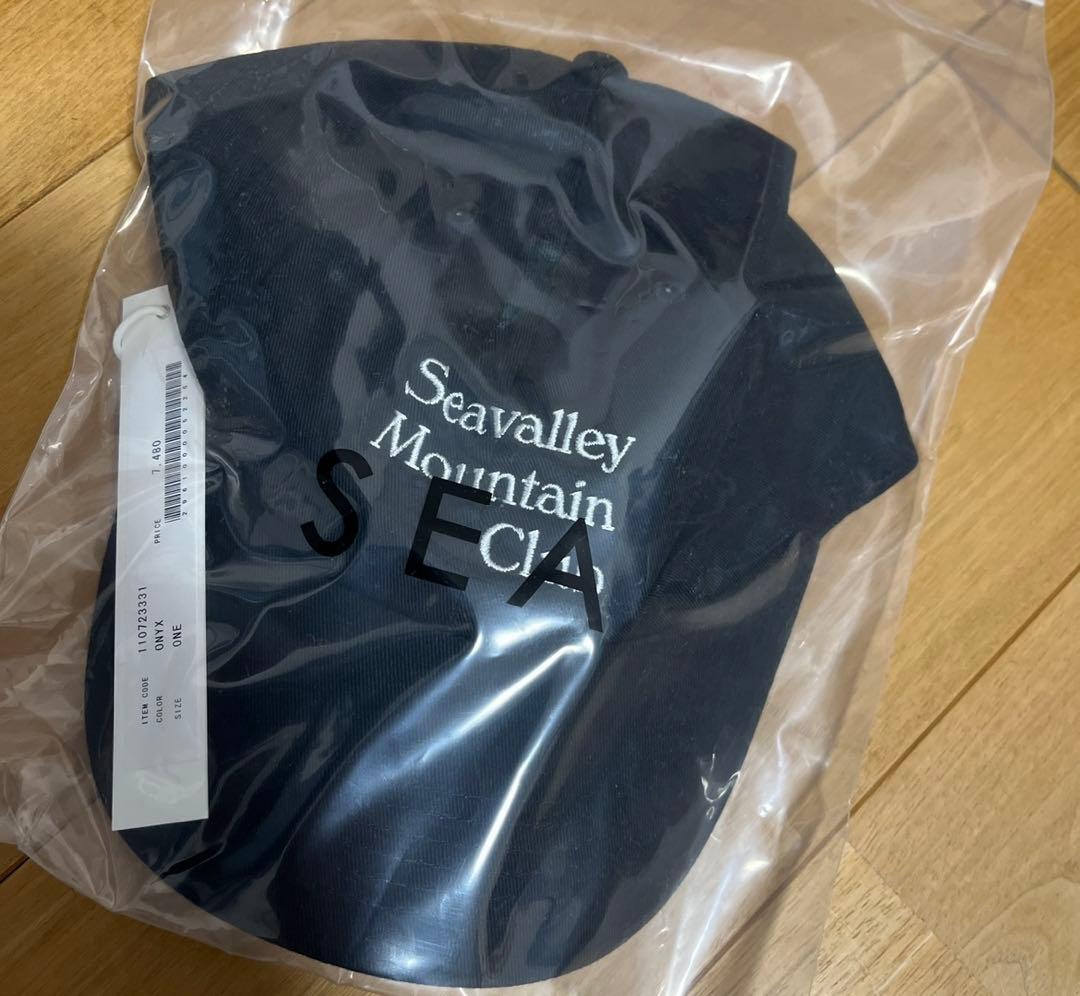 Seavalley
Mountain
Club
SEA
PRICE 7.480
ITEM CODE 110723331
COLOR ONYX
SIZE ONE